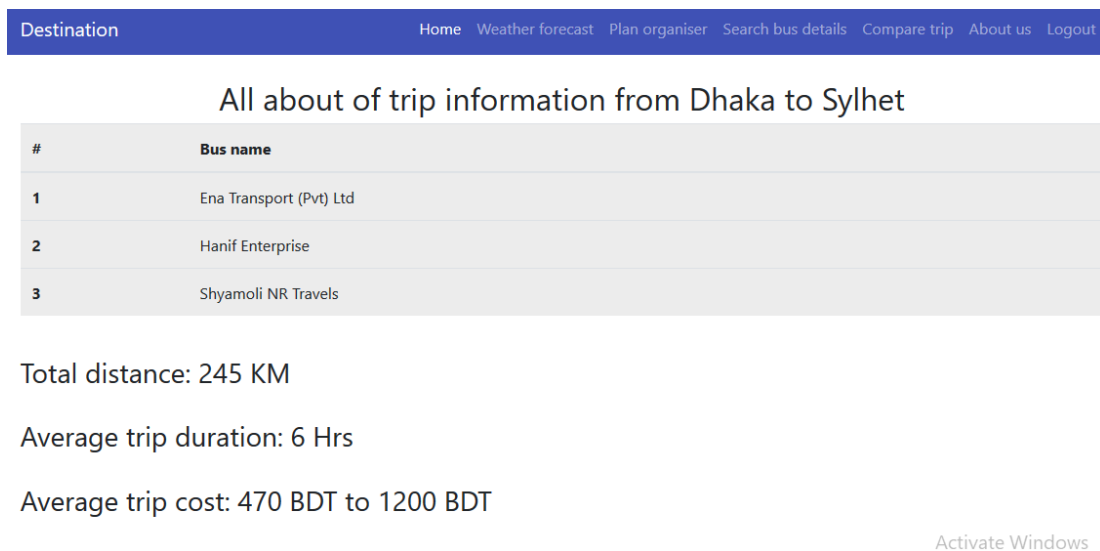 Destination Home Weather forecast Plan organiser Search bus details Compare trip About us Logout
All about of trip information from Dhaka to Sylhet
# Bus name
1 Ena Transport (Pvt) Ltd
2 Hanif Enterprise
3 Shyamoli NR Travels
Total distance: 245 KM
Average trip duration: 6 Hrs
Average trip cost: 470 BDT to 1200 BDT
Activate Windows